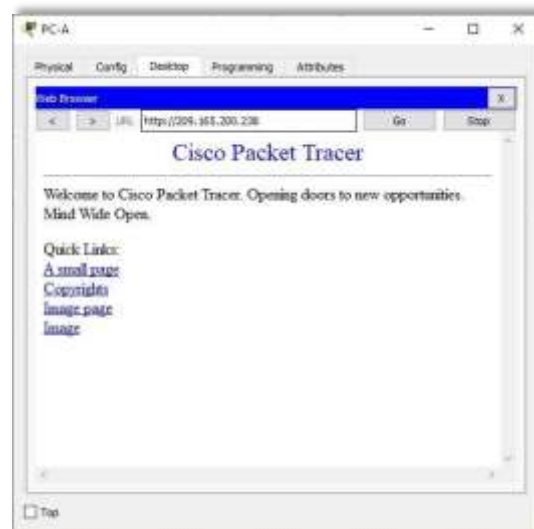 PC-A
Physical Config Desktop Programming Attributes
Web Browser X
< > URL http://209.165.200.238 Go Stop
Cisco Packet Tracer
Welcome to Cisco Packet Tracer. Opening doors to new opportunities.
Mind Wide Open.
Quick Links:
A small page
Copyrights
Image page
Image
Top